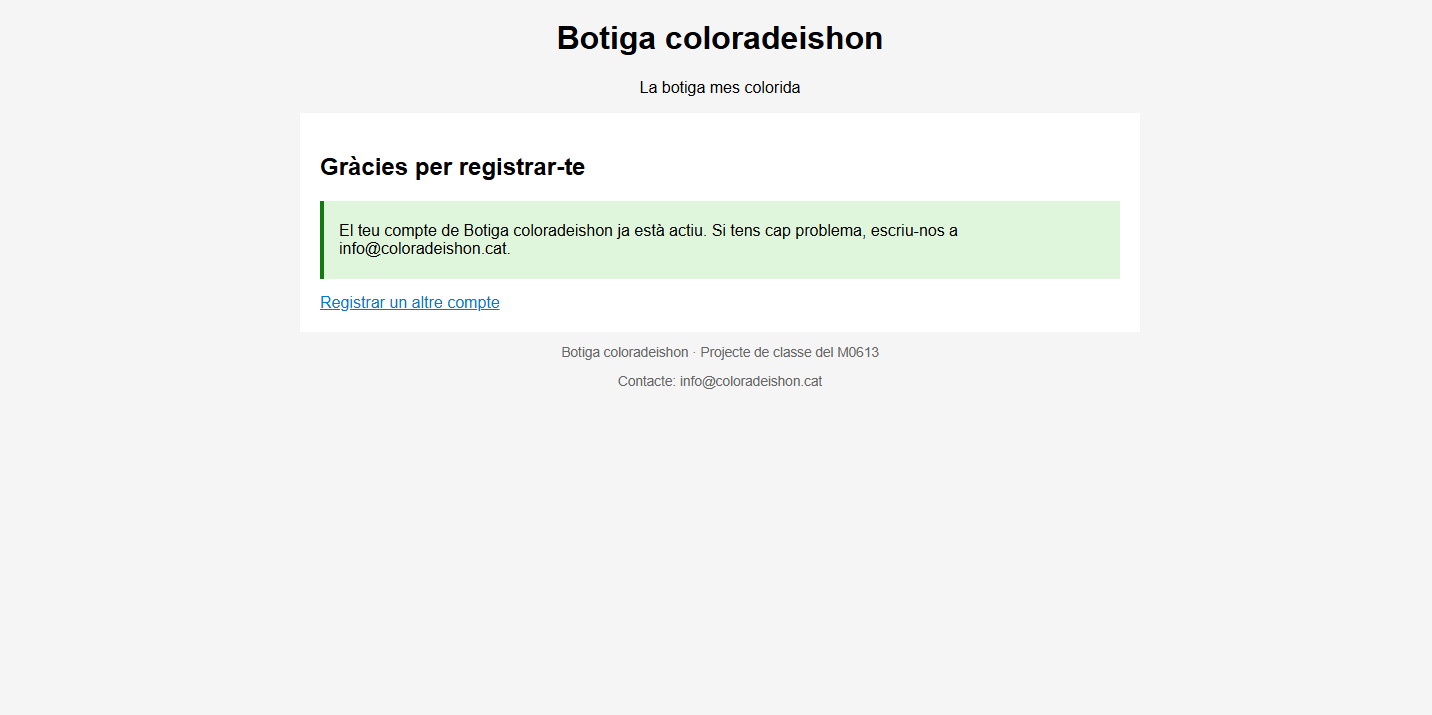 Botiga coloradeishon
La botiga mes colorida
Gràcies per registrar-te
El teu compte de Botiga coloradeishon ja està actiu. Si tens cap problema, escriu-nos a
info@coloradeishon.cat.
Registrar un altre compte
Botiga coloradeishon · Projecte de classe del M0613
Contacte: info@coloradeishon.cat